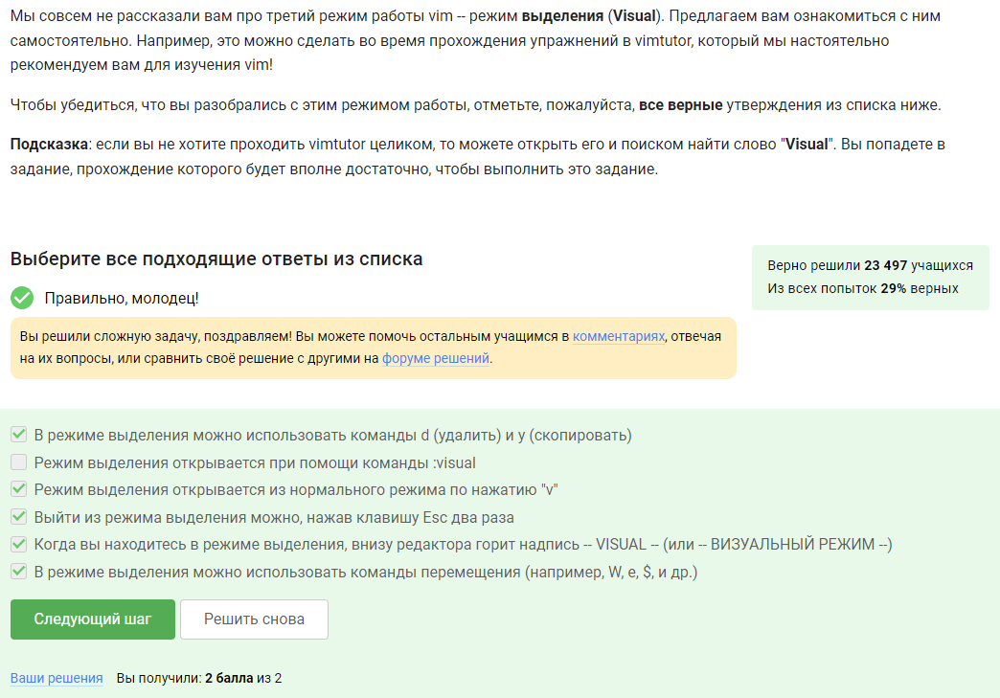 Мы совсем не рассказали вам про третий режим работы vim -- режим выделения (Visual). Предлагаем вам ознакомиться с ним
самостоятельно. Например, это можно сделать во время прохождения упражнений в vimtutor, который мы настоятельно
рекомендуем вам для изучения vim!
Чтобы убедиться, что вы разобрались с этим режимом работы, отметьте, пожалуйста, все верные утверждения из списка ниже.
Подсказка: если вы не хотите проходить vimtutor целиком, то можете открыть его и поиском найти слово "Visual". Вы попадете в
задание, прохождение которого будет вполне достаточно, чтобы выполнить это задание.
Выберите все подходящие ответы из списка
Верно решили 23 497 учащихся
Из всех попыток 29% верных
Правильно, молодец!
Вы решили сложную задачу, поздравляем! Вы можете помочь остальным учащимся в комментариях, отвечая
на их вопросы, или сравнить своё решение с другими на форуме решений.
В режиме выделения можно использовать команды d (удалить) и y (скопировать)
Режим выделения открывается при помощи команды :visual
Режим выделения открывается из нормального режима по нажатию "v"
Выйти из режима выделения можно, нажав клавишу Esc два раза
Когда вы находитесь в режиме выделения, внизу редактора горит надпись -- VISUAL -- (или -- ВИЗУАЛЬНЫЙ РЕЖИМ --)
В режиме выделения можно использовать команды перемещения (например, W, e, $, и др.)
Следующий шаг
Решить снова
Ваши решения Вы получили: 2 балла из 2